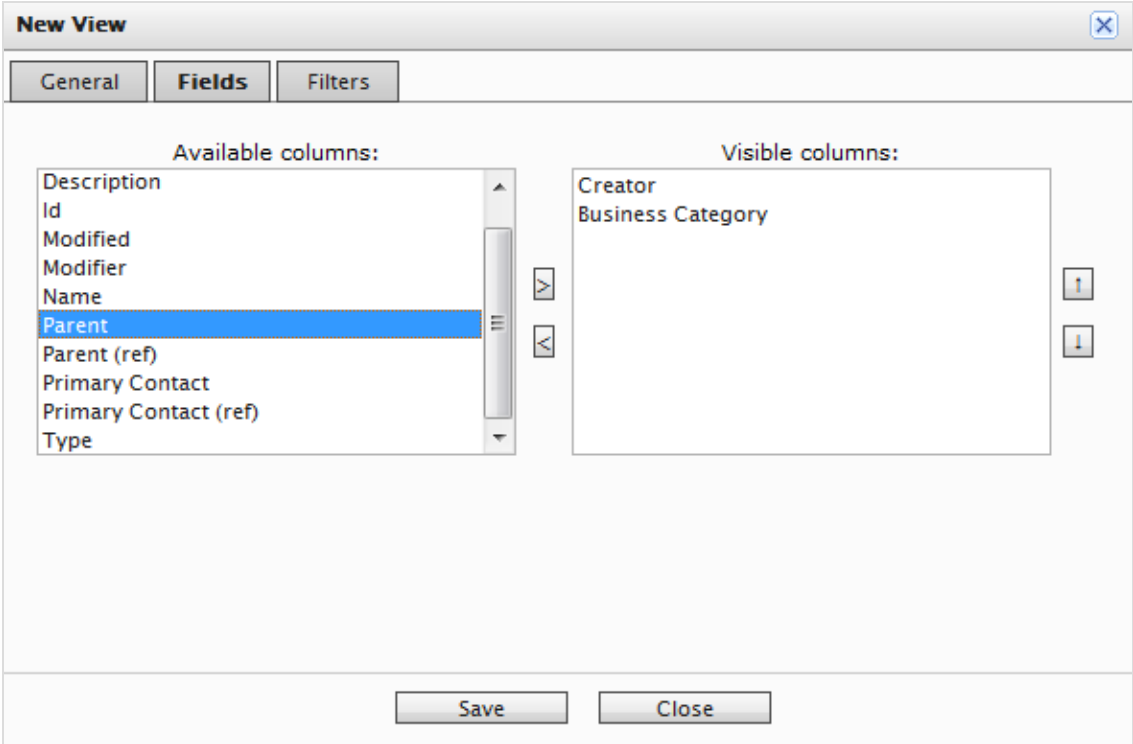 New View
General
Fields
Filters
Available columns:
Description
Id
Modified
Modifier
Name
Parent
Parent (ref)
Primary Contact
Primary Contact (ref)
Type
>
<
Visible columns:
Creator
Business Category
↑
↓
Save
Close